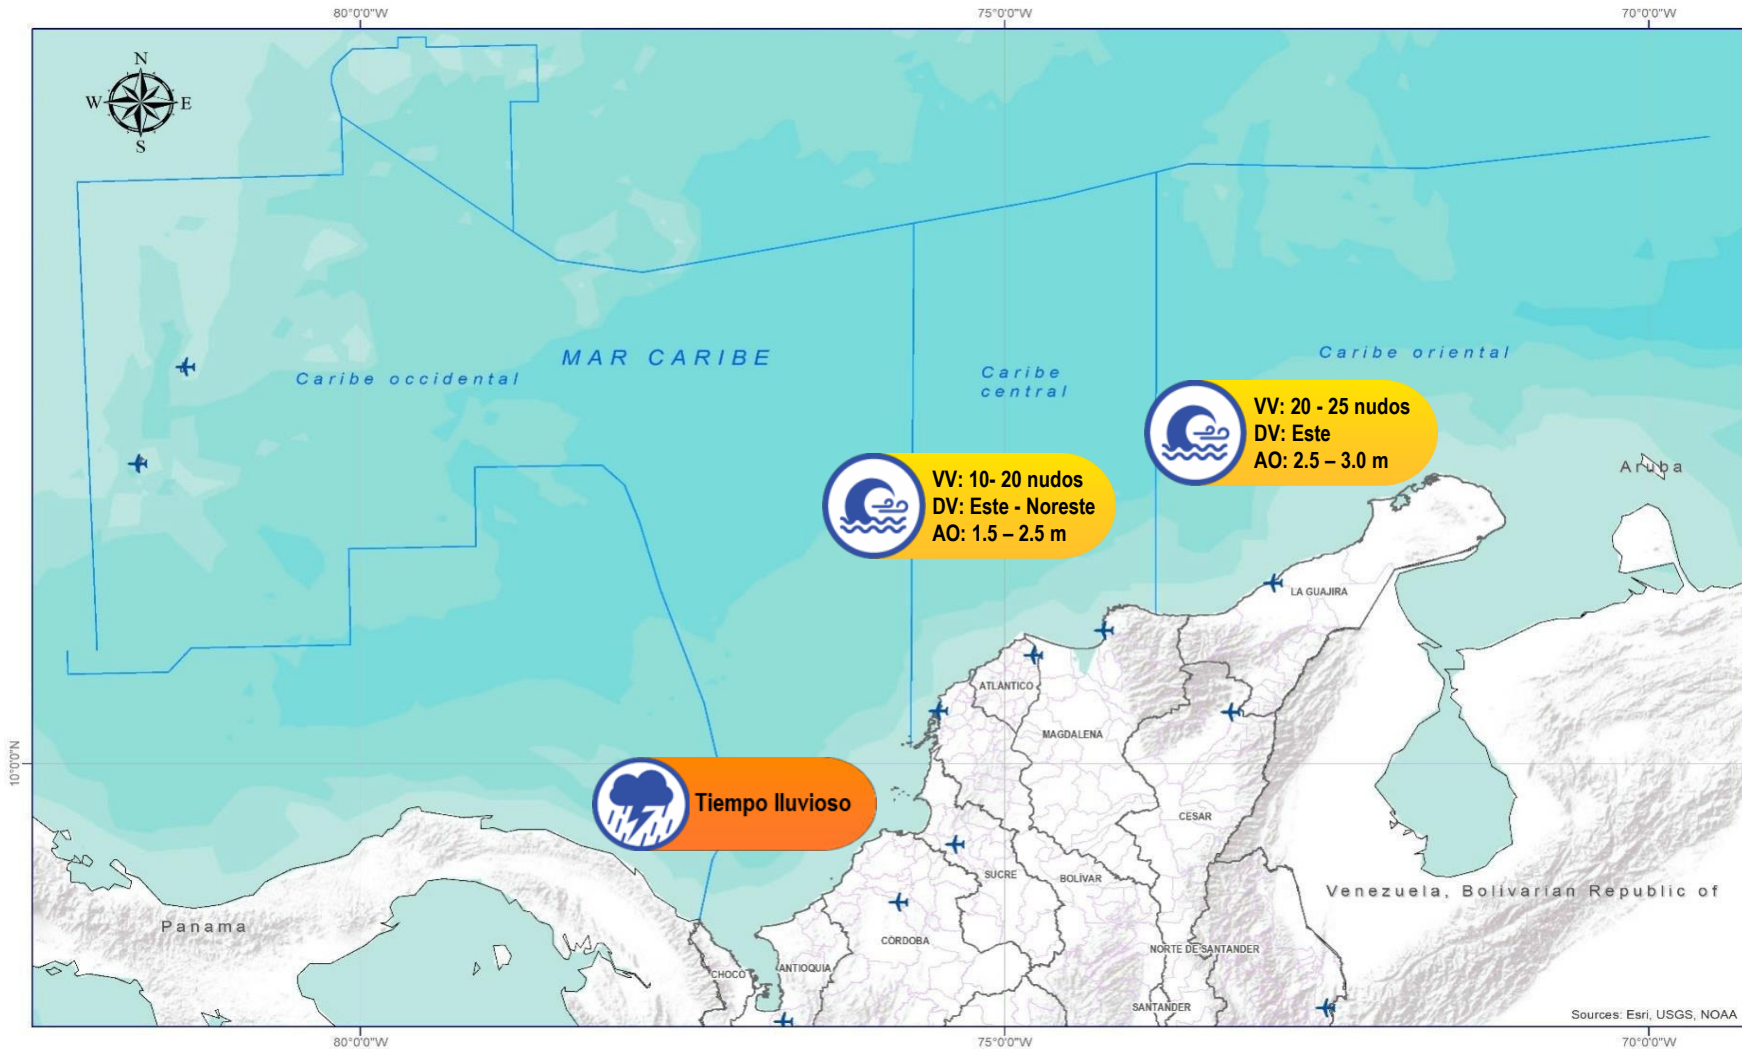 80°0'0"W
75°0'0"W
70°0'0"W
N
W
E
S
MAR CARIBE
Caribe occidental
Caribe
central
Caribe oriental
VV: 20 - 25 nudos
DV: Este
AO: 2.5 – 3.0 m
VV: 10- 20 nudos
DV: Este - Noreste
AO: 1.5 – 2.5 m
Aruba
LA GUAJIRA
ATLANTICO
MAGDALENA
10°0'0"N
Tiempo lluvioso
CESAR
SUCRE
BOLÍVAR
Venezuela, Bolivarian Republic of
Panama
CÓRDOBA
NORTE DE SANTANDER
CHOCO
ANTIOQUIA
SANTANDER
Sources: Esri, USGS, NOAA
80°0'0"W
75°0'0"W
70°0'0"W